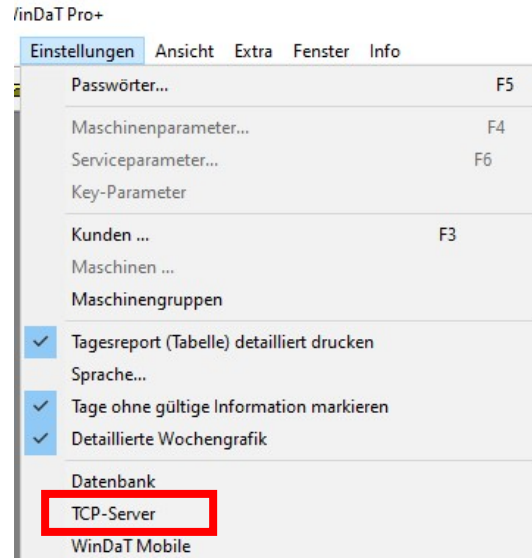 VinDaT Pro+
Einstellungen Ansicht Extra Fenster Info
Passwörter... F5
Maschinenparameter... F4
Serviceparameter... F6
Key-Parameter
Kunden ... F3
Maschinen ...
Maschinengruppen
Tagesreport (Tabelle) detailliert drucken
Sprache...
Tage ohne gültige Information markieren
Detaillierte Wochengrafik
Datenbank
TCP-Server
WinDaT Mobile